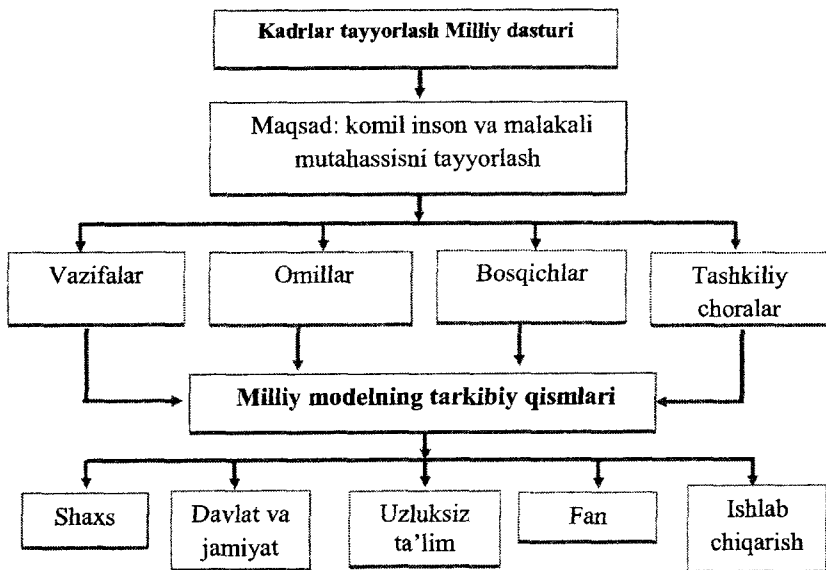 Kadrlar tayyorlash Milliy dasturi
Maqsad: komil inson va malakali
mutahassisni tayyorlash
Vazifalar
Omillar
Bosqichlar
Tashkiliy
choralar
Milliy modelning tarkibiy qismlari
Shaxs
Davlat va
jamiyat
Uzluksiz
ta’lim
Fan
Ishlab
chiqarish